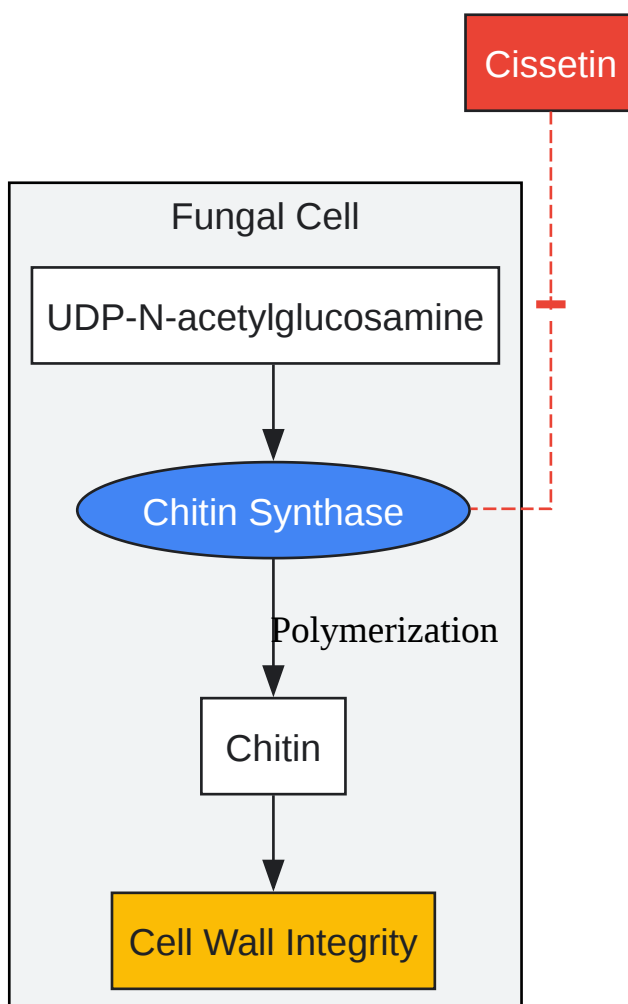 Cissetin
Fungal Cell
UDP-N-acetylglucosamine
Chitin Synthase
Polymerization
Chitin
Cell Wall Integrity